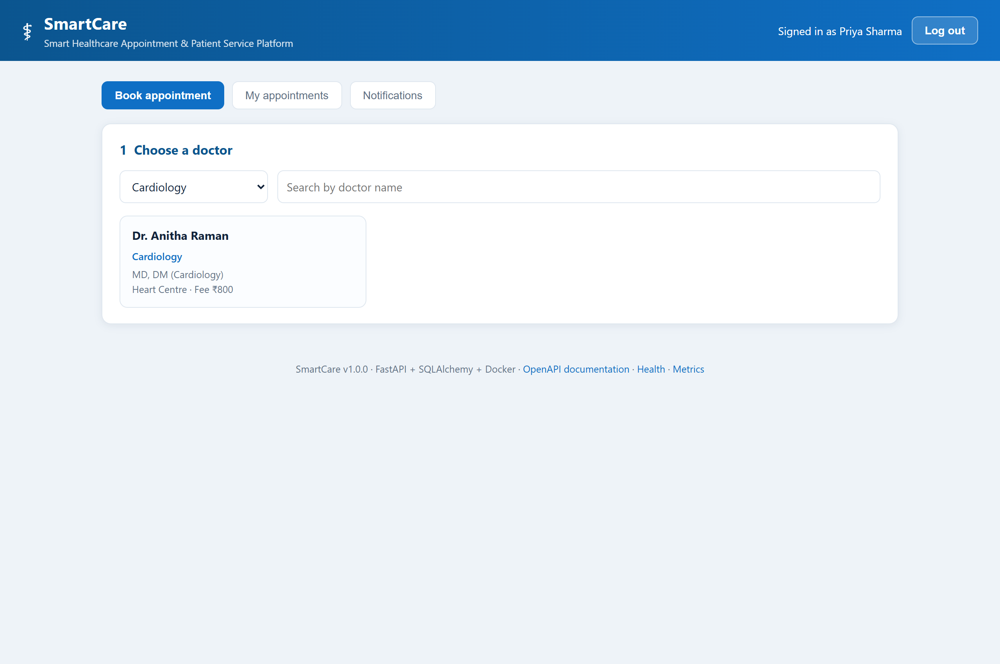 SmartCare
Smart Healthcare Appointment & Patient Service Platform
Signed in as Priya Sharma
Log out
Book appointment
My appointments
Notifications
1 Choose a doctor
Cardiology
Search by doctor name
Dr. Anitha Raman
Cardiology
MD, DM (Cardiology)
Heart Centre · Fee ₹800
SmartCare v1.0.0 · FastAPI + SQLAlchemy + Docker · OpenAPI documentation · Health · Metrics